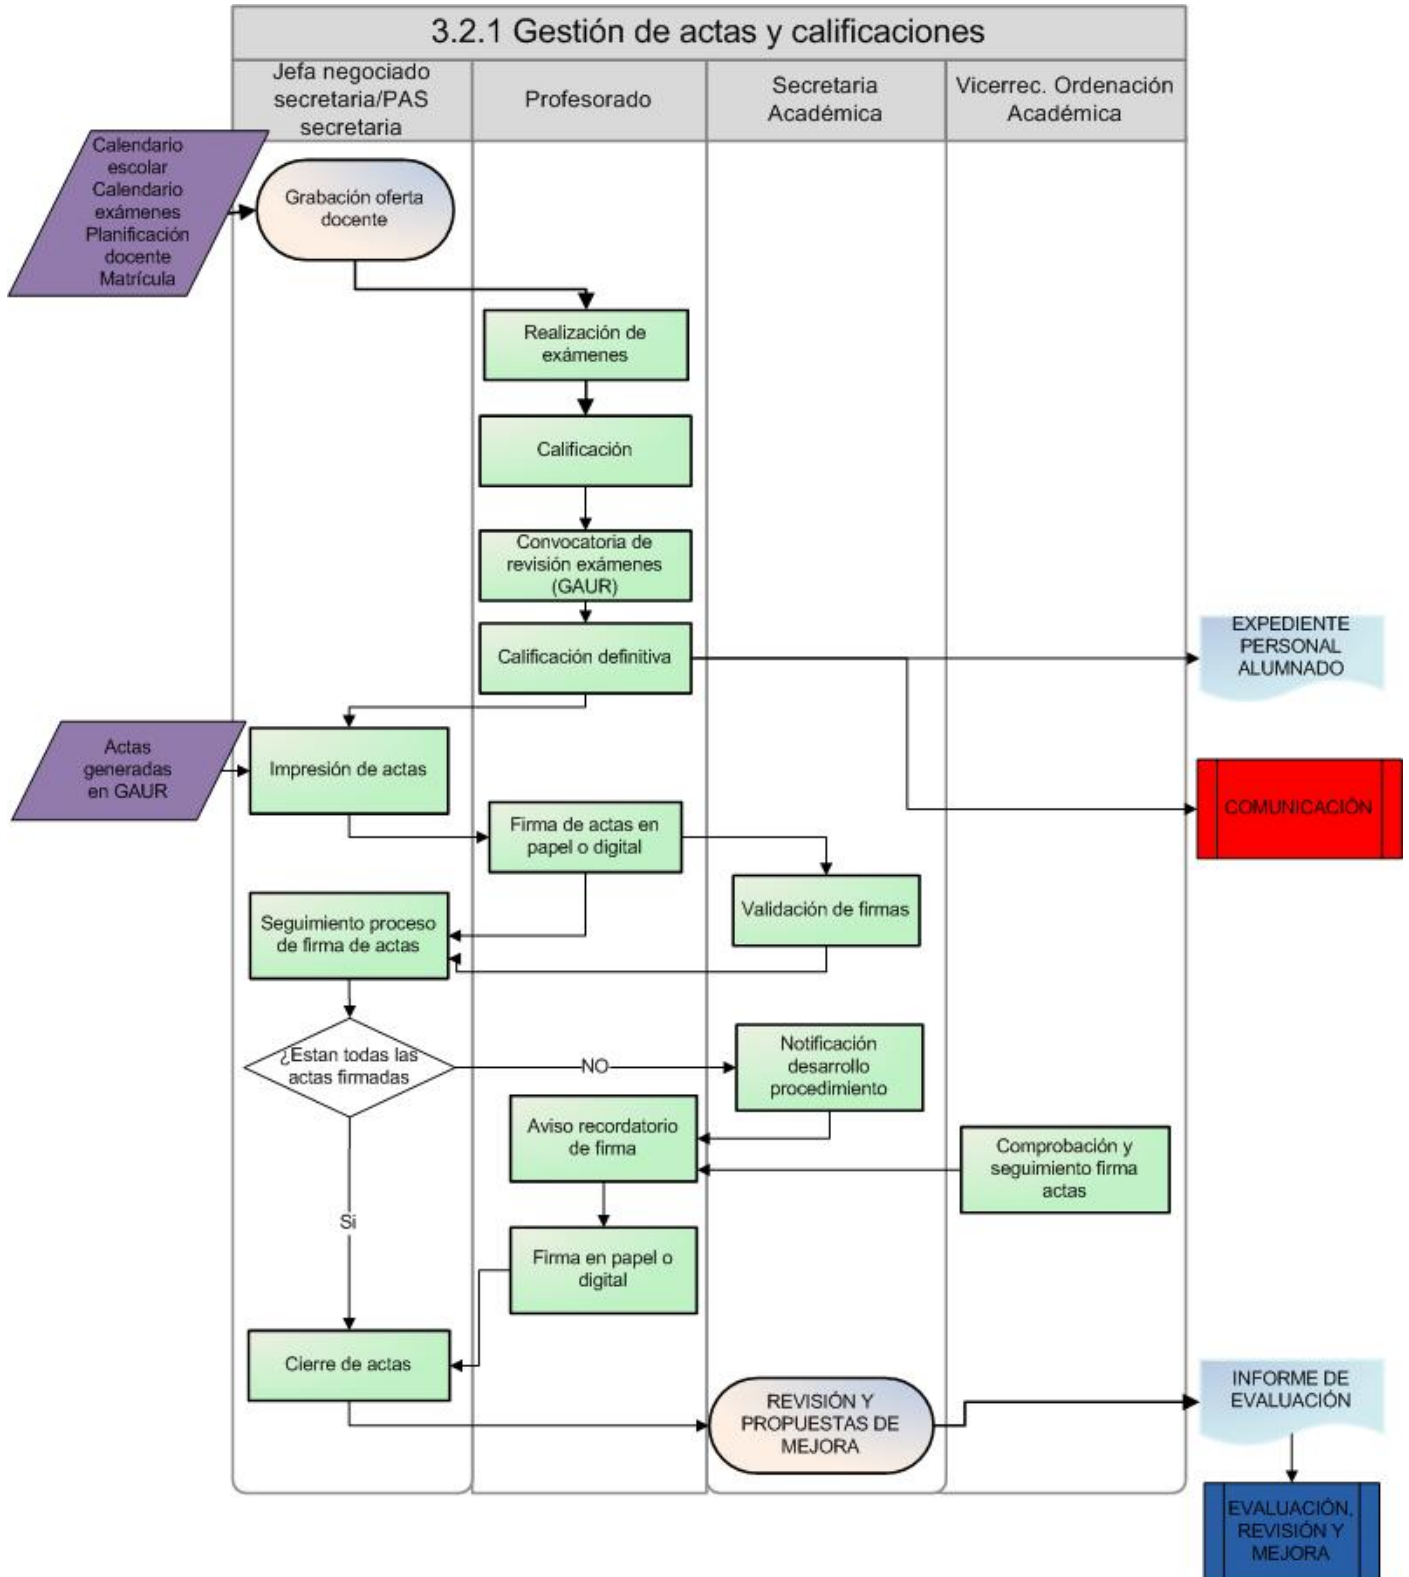 3.2.1 Gestión de actas y calificaciones
Jefa negociado
secretaria/PAS
secretaria
Profesorado
Secretaria
Académica
Vicerrec. Ordenación
Académica
Calendario
escolar
Calendario
exámenes
Planificación
docente
Matrícula
Grabación oferta
docente
Realización de
exámenes
Calificación
Convocatoria de
revisión exámenes
(GAUR)
Calificación definitiva
EXPEDIENTE
PERSONAL
ALUMNADO
Actas
generadas
en GAUR
Impresión de actas
COMUNICACIÓN
Firma de actas en
papel o digital
Validación de firmas
Seguimiento proceso
de firma de actas
¿Estan todas las
actas firmadas
NO
Notificación
desarrollo
procedimiento
Aviso recordatorio
de firma
Comprobación y
seguimiento firma
actas
Si
Firma en papel o
digital
Cierre de actas
REVISIÓN Y
PROPUESTAS DE
MEJORA
INFORME DE
EVALUACIÓN
EVALUACIÓN,
REVISIÓN Y
MEJORA